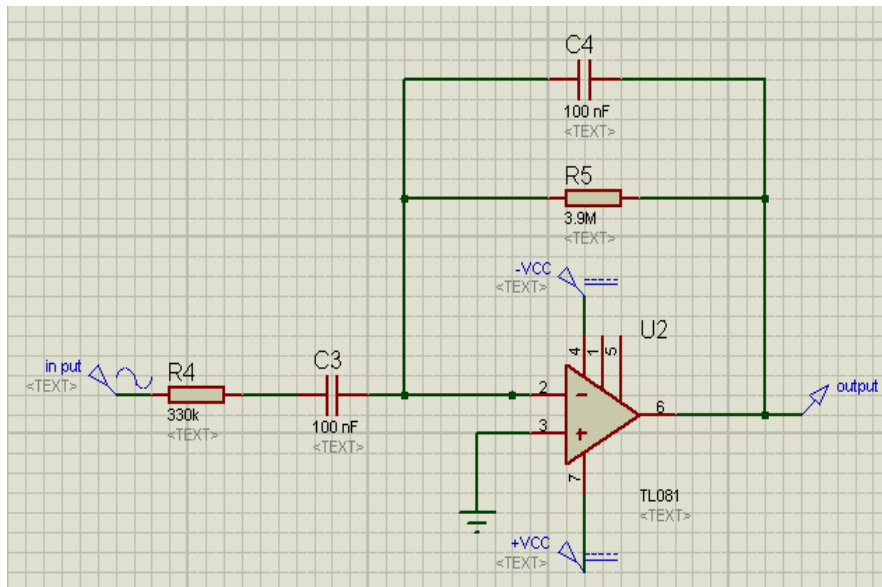 C4
100 nF
<TEXT>
R5
3.9M
<TEXT>
-VCC
<TEXT>
U2
4
1
5
in put
<TEXT>
R4
330k
<TEXT>
C3
100 nF
<TEXT>
2
3
6
7
output
TL081
<TEXT>
+VCC
<TEXT>